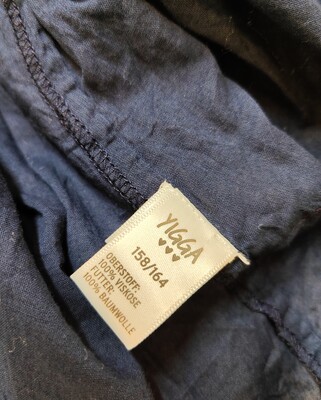 YIGGA
♥♥♥
158/164
OBERSTOFF:
100% VISKOSE
FUTTER:
100% BAUMWOLLE